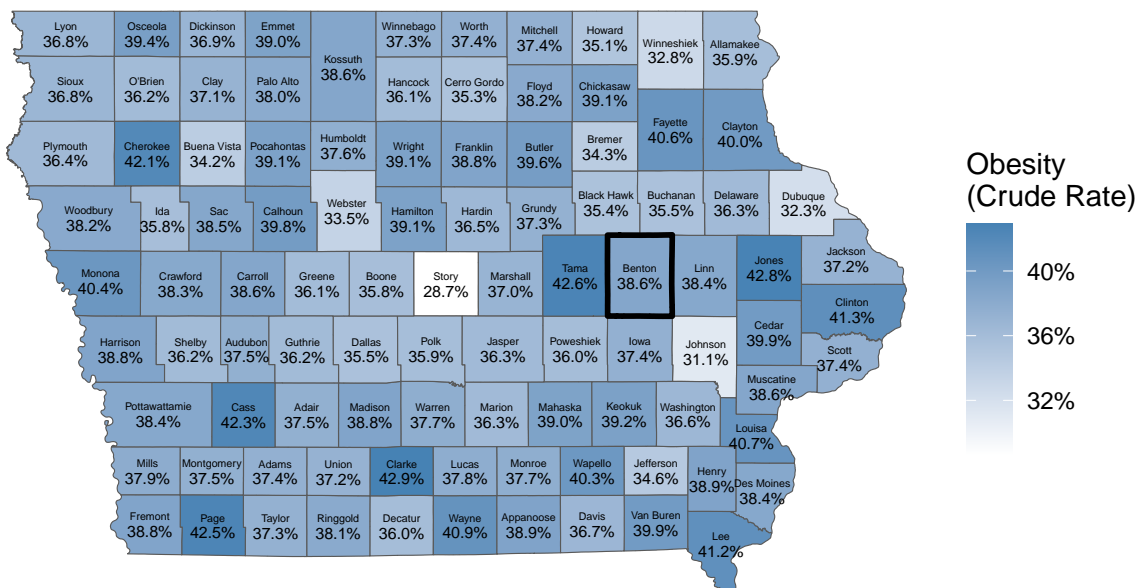 Lyon
36.8%
Osceola
39.4%
Dickinson
36.9%
Emmet
39.0%
Kossuth
38.6%
Winnebago
37.3%
Worth
37.4%
Mitchell
37.4%
Howard
35.1%
Winneshiek
32.8%
Allamakee
35.9%
Sioux
36.8%
O'Brien
36.2%
Clay
37.1%
Palo Alto
38.0%
Hancock
36.1%
Cerro Gordo
35.3%
Floyd
38.2%
Chickasaw
39.1%
Fayette
40.6%
Clayton
40.0%
Plymouth
36.4%
Cherokee
42.1%
Buena Vista
34.2%
Pocahontas
39.1%
Humboldt
37.6%
Wright
39.1%
Franklin
38.8%
Butler
39.6%
Bremer
34.3%
Woodbury
38.2%
Ida
35.8%
Sac
38.5%
Calhoun
39.8%
Webster
33.5%
Hamilton
39.1%
Hardin
36.5%
Grundy
37.3%
Black Hawk
35.4%
Buchanan
35.5%
Delaware
36.3%
Dubuque
32.3%
Monona
40.4%
Crawford
38.3%
Carroll
38.6%
Greene
36.1%
Boone
35.8%
Story
28.7%
Marshall
37.0%
Tama
42.6%
Benton
38.6%
Linn
38.4%
Jones
42.8%
Jackson
37.2%
Clinton
41.3%
Harrison
38.8%
Shelby
36.2%
Audubon
37.5%
Guthrie
36.2%
Dallas
35.5%
Polk
35.9%
Jasper
36.3%
Poweshiek
36.0%
Iowa
37.4%
Johnson
31.1%
Cedar
39.9%
Scott
37.4%
Muscatine
38.6%
Pottawattamie
38.4%
Cass
42.3%
Adair
37.5%
Madison
38.8%
Warren
37.7%
Marion
36.3%
Mahaska
39.0%
Keokuk
39.2%
Washington
36.6%
Louisa
40.7%
Mills
37.9%
Montgomery
37.5%
Adams
37.4%
Union
37.2%
Clarke
42.9%
Lucas
37.8%
Monroe
37.7%
Wapello
40.3%
Jefferson
34.6%
Henry
38.9%
Des Moines
38.4%
Fremont
38.8%
Page
42.5%
Taylor
37.3%
Ringgold
38.1%
Decatur
36.0%
Wayne
40.9%
Appanoose
38.9%
Davis
36.7%
Van Buren
39.9%
Lee
41.2%
Obesity
(Crude Rate)
40%
36%
32%